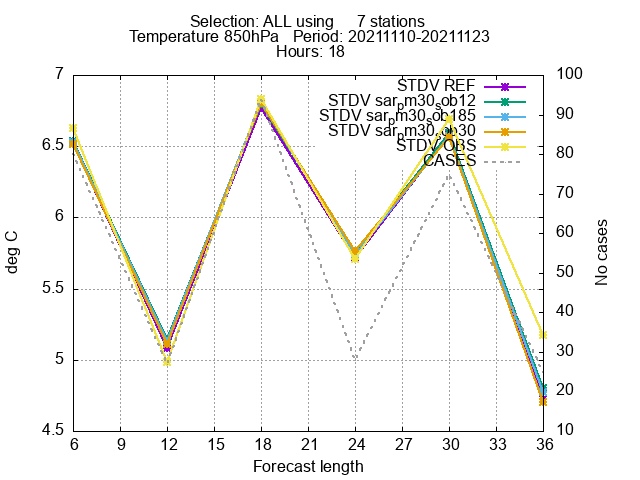 Selection: ALL using 7 stations
Temperature 850hPa Period: 20211110-20211123
Hours: 18
STDV REF
STDV sar_pm30_sob12
STDV sar_pm30_sob185
STDV sar_pm30_sob30
STDV OBS
CASES
7
6.5
6
5.5
5
4.5
deg C
100
90
80
70
60
50
40
30
20
10
No cases
6 9 12 15 18 21 24 27 30 33 36
Forecast length